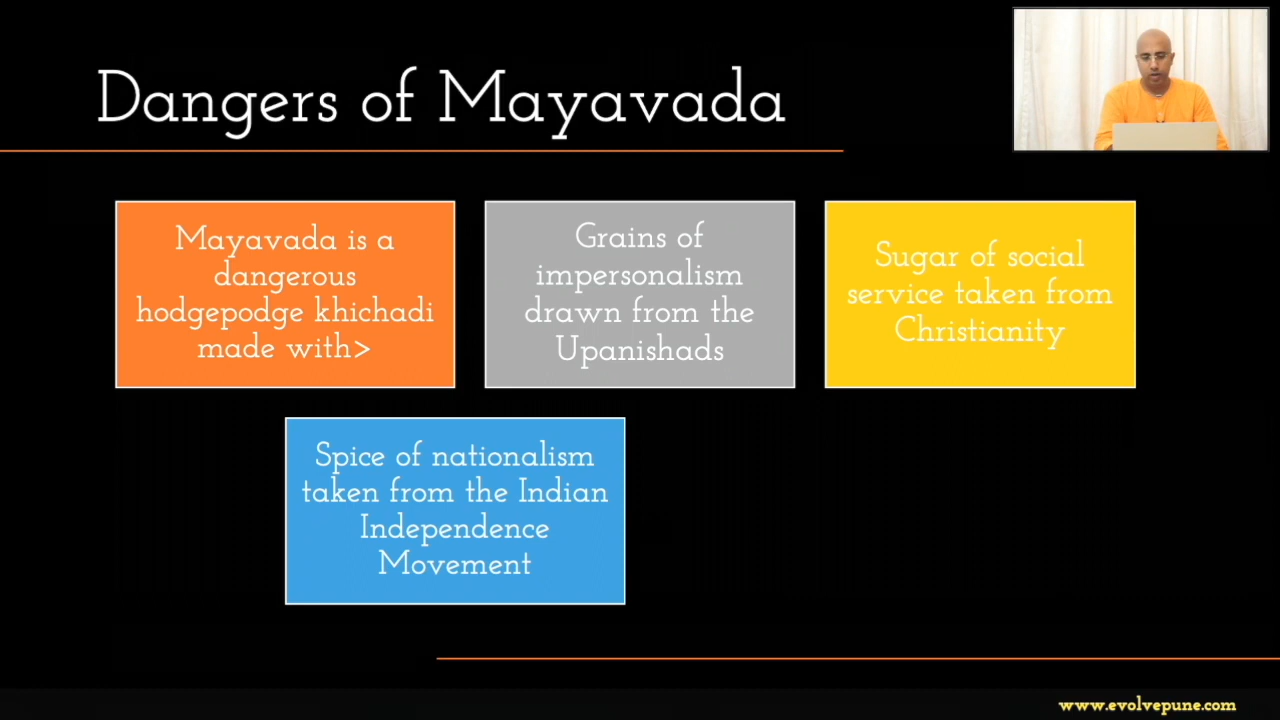 Dangers of Mayavada
Mayavada is a
dangerous
hodgepodge khichadi
made with>
Grains of
impersonalism
drawn from the
Upanishads
Sugar of social
service taken from
Christianity
Spice of nationalism
taken from the Indian
Independence
Movement
www.evolvepune.com